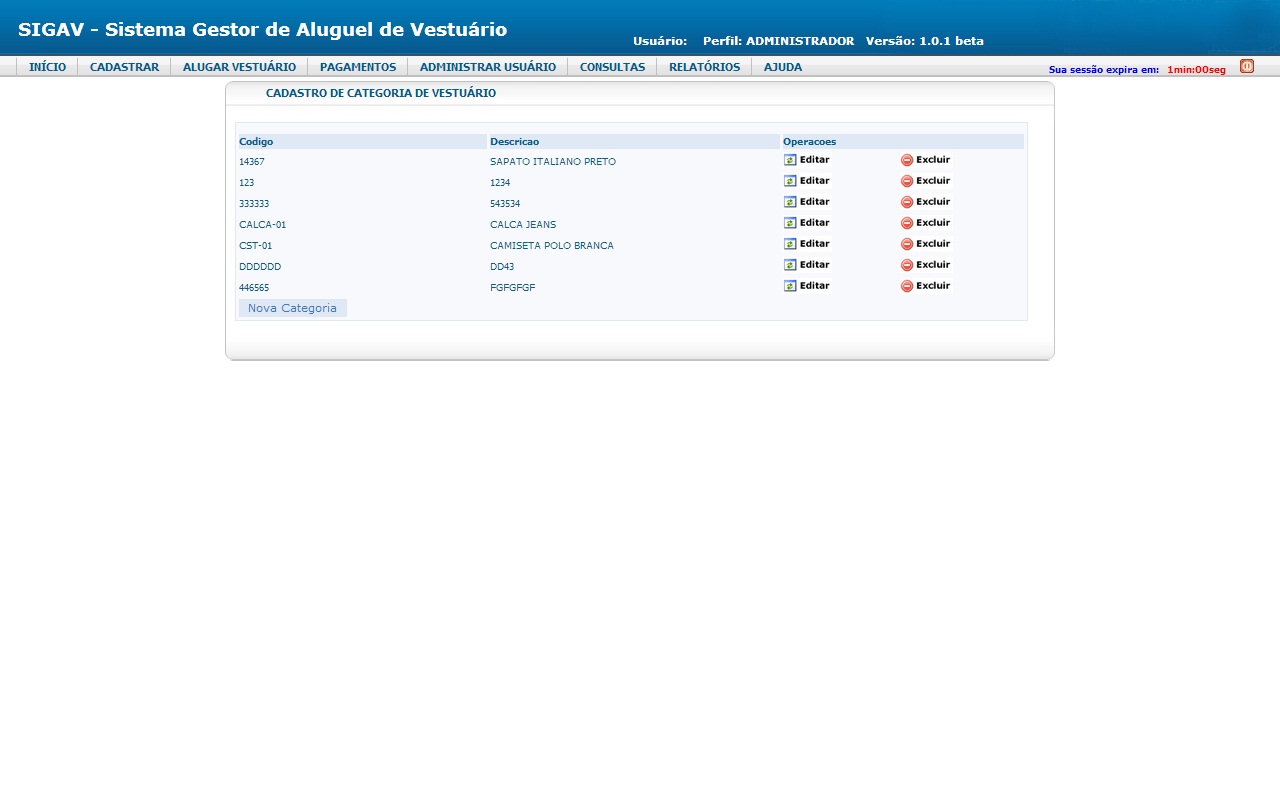 SIGAV - Sistema Gestor de Aluguel de Vestuário
Usuário: Perfil: ADMINISTRADOR Versão: 1.0.1 beta
INÍCIO CADASTRAR ALUGAR VESTUÁRIO PAGAMENTOS ADMINISTRAR USUÁRIO CONSULTAS RELATÓRIOS AJUDA Sua sessão expira em: 1min:00seg
CADASTRO DE CATEGORIA DE VESTUÁRIO
Codigo Descricao Operacoes
14367 SAPATO ITALIANO PRETO Editar Excluir
123 1234 Editar Excluir
333333 543534 Editar Excluir
CALCA-01 CALCA JEANS Editar Excluir
CST-01 CAMISETA POLO BRANCA Editar Excluir
DDDDDD DD43 Editar Excluir
446565 FGFGFGF Editar Excluir
Nova Categoria